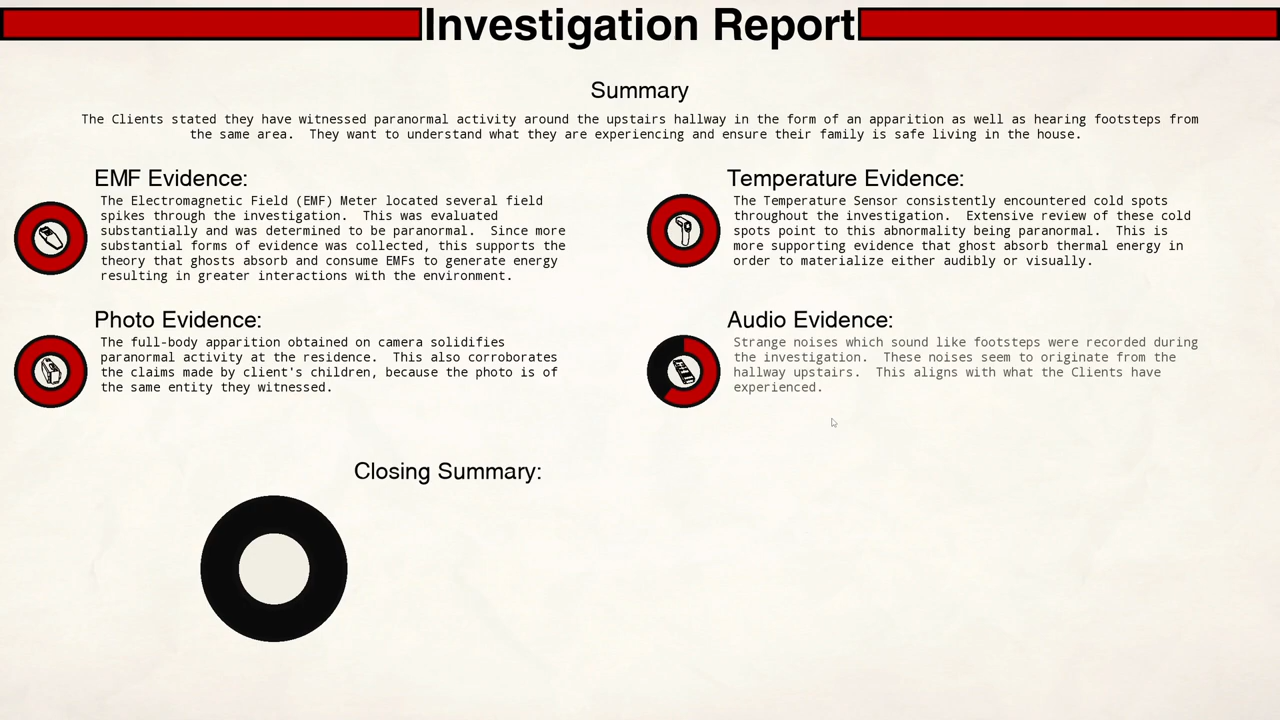 Investigation Report
Summary
The Clients stated they have witnessed paranormal activity around the upstairs hallway in the form of an apparition as well as hearing footsteps from
the same area.  They want to understand what they are experiencing and ensure their family is safe living in the house.
EMF Evidence:
The Electromagnetic Field (EMF) Meter located several field
spikes through the investigation.  This was evaluated
substantially and was determined to be paranormal.  Since more
substantial forms of evidence was collected, this supports the
theory that ghosts absorb and consume EMFs to generate energy
resulting in greater interactions with the environment.
Temperature Evidence:
The Temperature Sensor consistently encountered cold spots
throughout the investigation.  Extensive review of these cold
spots point to this abnormality being paranormal.  This is
more supporting evidence that ghost absorb thermal energy in
order to materialize either audibly or visually.
Photo Evidence:
The full-body apparition obtained on camera solidifies
paranormal activity at the residence.  This also corroborates
the claims made by client's children, because the photo is of
the same entity they witnessed.
Audio Evidence:
Strange noises which sound like footsteps were recorded during
the investigation.  These noises seem to originate from the
hallway upstairs.  This aligns with what the Clients have
experienced.
Closing Summary: